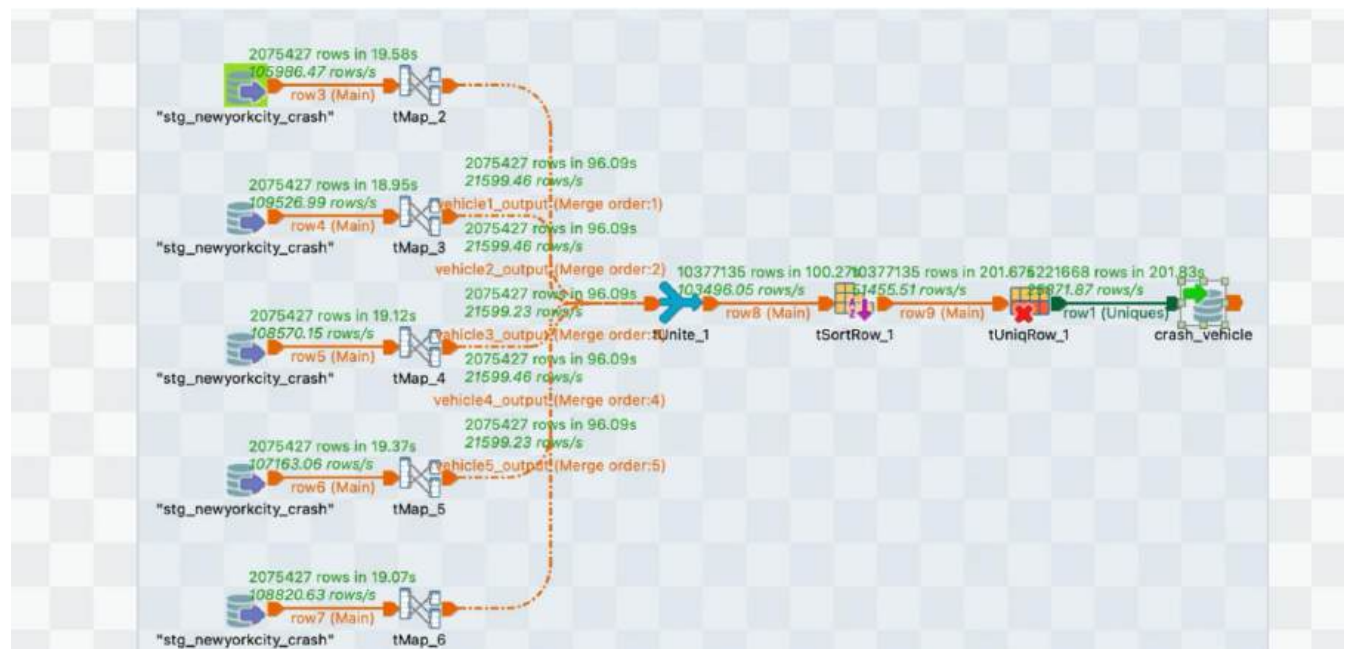 2075427 rows in 19.58s
105986.47 rows/s
row3 (Main)
"stg_newyorkcity_crash"
tMap_2
2075427 rows in 96.09s
21599.46 rows/s
vehicle1_output (Merge order:1)
2075427 rows in 18.95s
109526.99 rows/s
row4 (Main)
"stg_newyorkcity_crash"
tMap_3
2075427 rows in 96.09s
21599.46 rows/s
vehicle2_output (Merge order:2)
2075427 rows in 96.09s
21599.23 rows/s
vehicle3_output (Merge order:
2075427 rows in 19.12s
108570.15 rows/s
row5 (Main)
"stg_newyorkcity_crash"
tMap_4
2075427 rows in 96.09s
21599.46 rows/s
vehicle4_output (Merge order:4)
2075427 rows in 96.09s
21599.23 rows/s
vehicle5_output (Merge order:5)
2075427 rows in 19.37s
107163.06 rows/s
row6 (Main)
"stg_newyorkcity_crash"
tMap_5
2075427 rows in 19.07s
108820.63 rows/s
row7 (Main)
"stg_newyorkcity_crash"
tMap_6
10377135 rows in 100.27s
103496.05 rows/s
row8 (Main)
tUnite_1
10377135 rows in 201.67s
51455.51 rows/s
row9 (Main)
tSortRow_1
rows in 201.83s
rows/s
row1 (Uniques)
tUniqRow_1
crash_vehicle